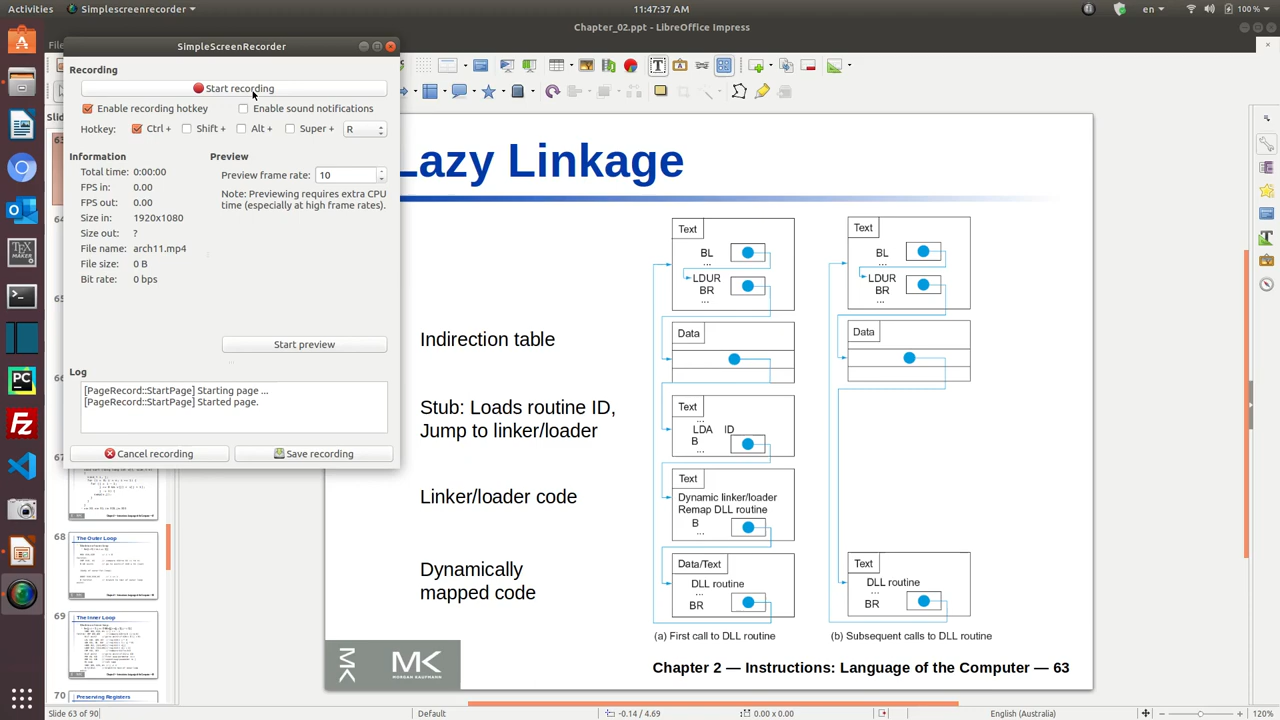 Activities
SimpleScreenRecorder
11:47:37 AM
en
100 %
Chapter_02.ppt - LibreOffice Impress
SimpleScreenRecorder
Recording
Start recording
Enable recording hotkey
Enable sound notifications
Hotkey:
Ctrl +
Shift +
Alt +
Super +
R
Information
Total time: 0:00:00
FPS in: 0.00
FPS out: 0.00
Size in: 1920x1080
Size out: ?
File name: arch11.mp4
File size: 0 B
Bit rate: 0 bps
Preview
Preview frame rate: 10
Note: Previewing requires extra CPU
time (especially at high frame rates).
Start preview
Log
[PageRecord::StartPage] Starting page ...
[PageRecord::StartPage] Started page.
Cancel recording
Save recording
63
64
65
66
67
68
The Outer Loop
69
The Inner Loop
70
Preserving Registers
Lazy Linkage
Indirection table
Stub: Loads routine ID,
Jump to linker/loader
Linker/loader code
Dynamically
mapped code
Text
BL
...
LDUR
BR
...
Data
Text
...
LDA ID
B
...
Text
Dynamic linker/loader
Remap DLL routine
B
...
Data/Text
DLL routine
...
BR
(a) First call to DLL routine
Text
BL
...
LDUR
BR
...
Data
Text
DLL routine
...
BR
(b) Subsequent calls to DLL routine
MK
MK
MORGAN KAUFMANN
Chapter 2 — Instructions: Language of the Computer — 63
Slide 63 of 90
Default
-0.14 / 4.69
0.00 x 0.00
English (Australia)
120%